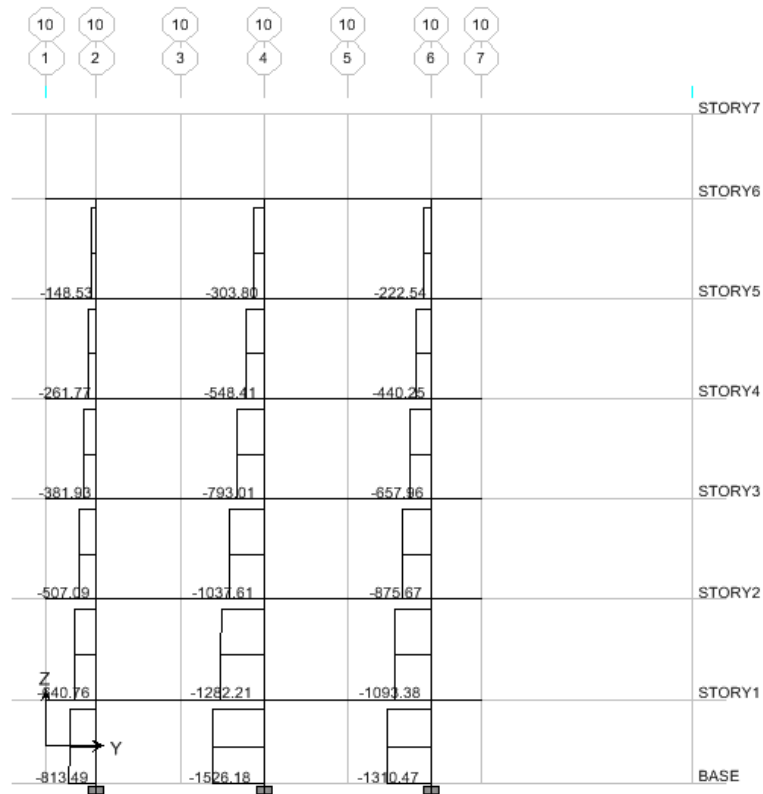 10 10 10 10 10 10 10
1 2 3 4 5 6 7
STORY7
STORY6
-148.53 -303.80 -222.54 STORY5
-261.77 -548.41 -440.25 STORY4
-381.93 -793.01 -657.96 STORY3
-507.09 -1037.61 -875.67 STORY2
Z
-640.76 -1282.21 -1093.38 STORY1
Y
-813.49 -1526.18 -1310.47 BASE